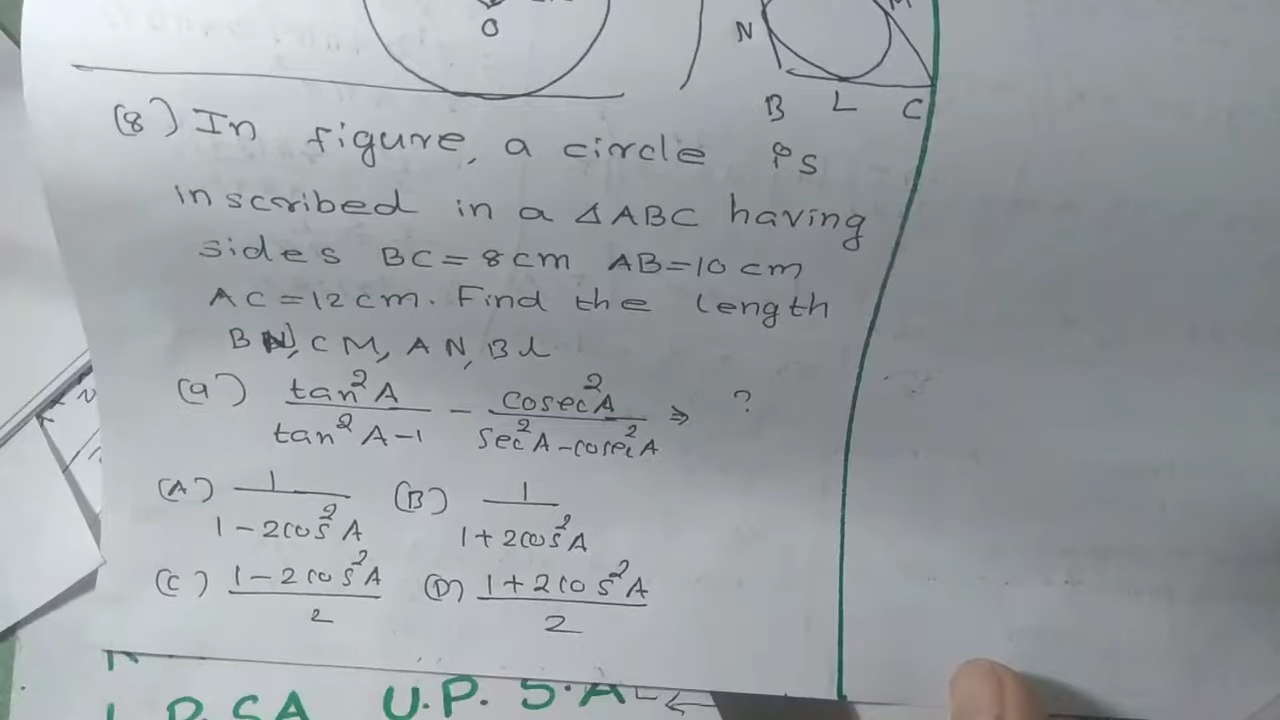 O
N
B L C
(8) In figure, a circle is
inscribed in a ΔABC having
sides BC = 8cm AB=10cm
AC = 12cm. Find the length
BN, CM, AN, BL
(9) tan²A / tan²A-1 - cosec²A / sec²A-cosec²A ⇒ ?
(A) 1 / 1-2cos²A (B) 1 / 1+2cos²A
(C) 1-2cos²A / 2 (D) 1+2cos²A / 2
U.P. S.A